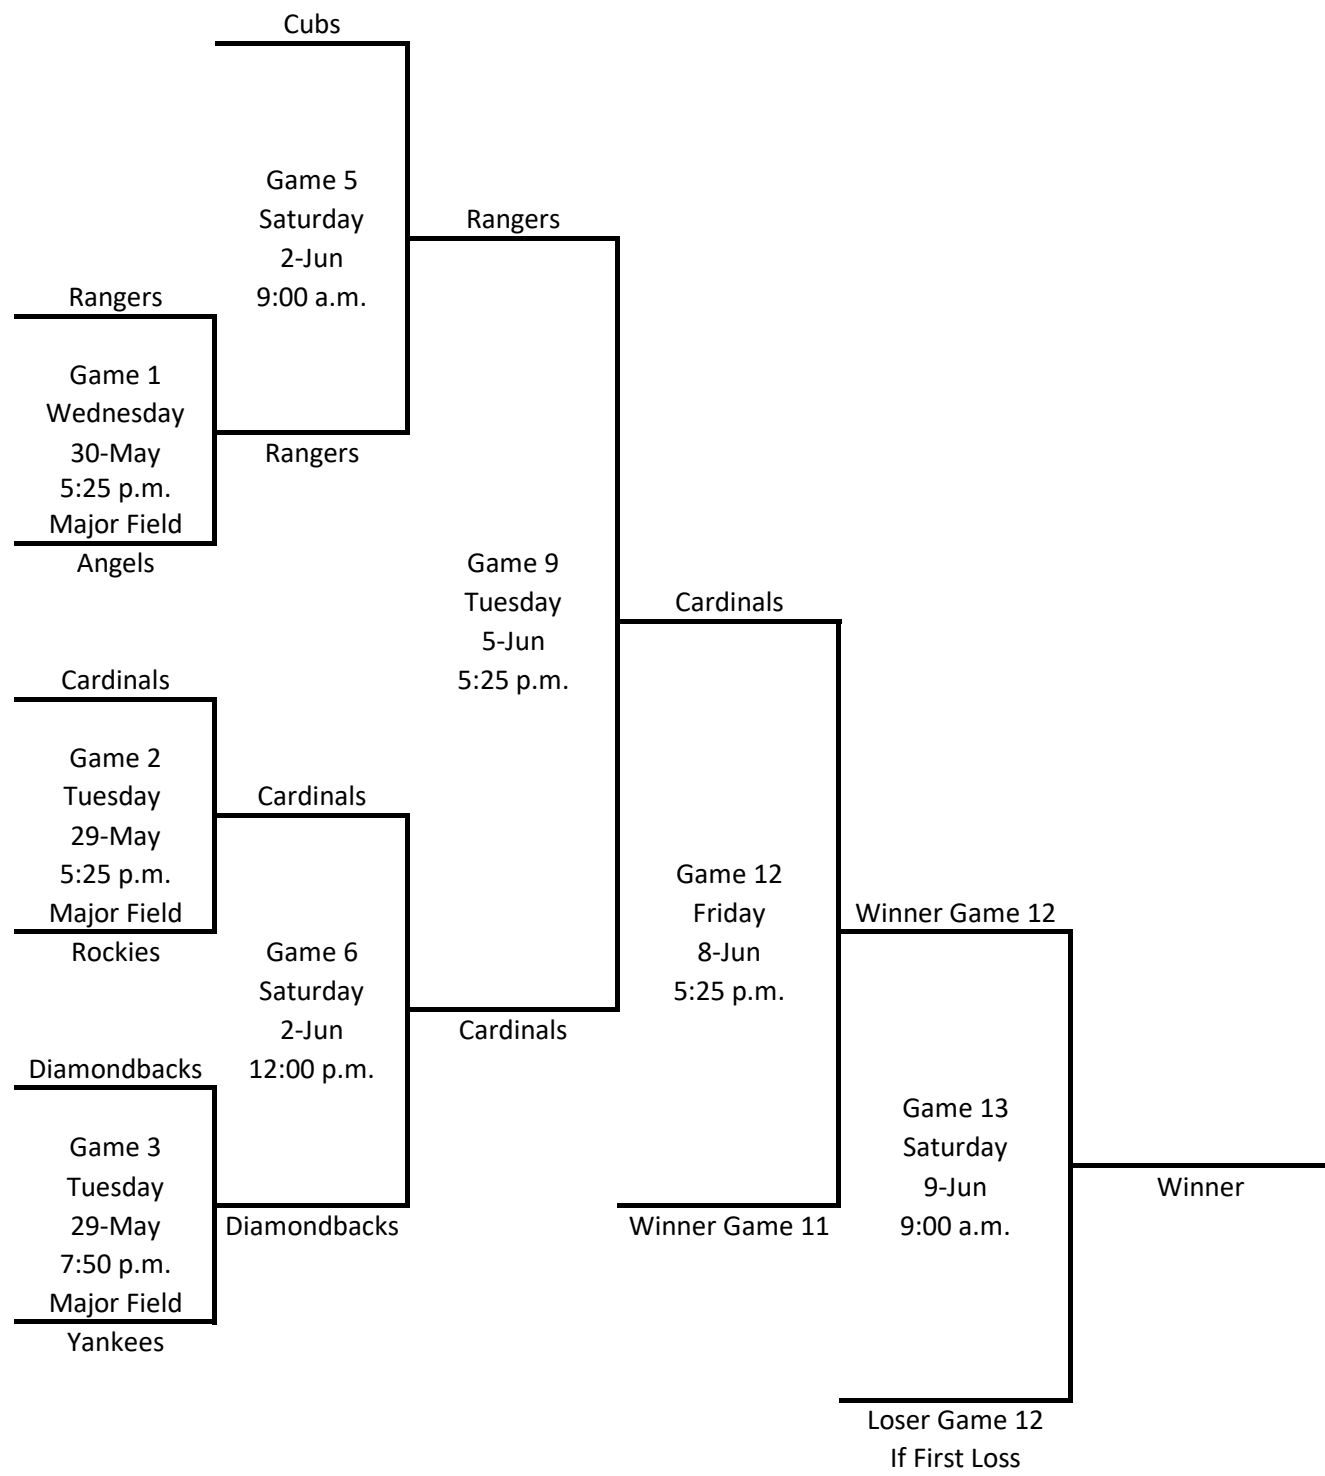 Cubs
Game 5
Saturday
2-Jun
9:00 a.m.
Rangers
Rangers
Game 1
Wednesday
30-May
5:25 p.m.
Major Field
Angels
Rangers
Game 9
Tuesday
5-Jun
5:25 p.m.
Cardinals
Cardinals
Game 2
Tuesday
29-May
5:25 p.m.
Major Field
Rockies
Cardinals
Game 6
Saturday
2-Jun
12:00 p.m.
Cardinals
Diamondbacks
Game 3
Tuesday
29-May
7:50 p.m.
Major Field
Yankees
Diamondbacks
Game 12
Friday
8-Jun
5:25 p.m.
Winner Game 11
Winner Game 12
Game 13
Saturday
9-Jun
9:00 a.m.
Winner
Loser Game 12
If First Loss